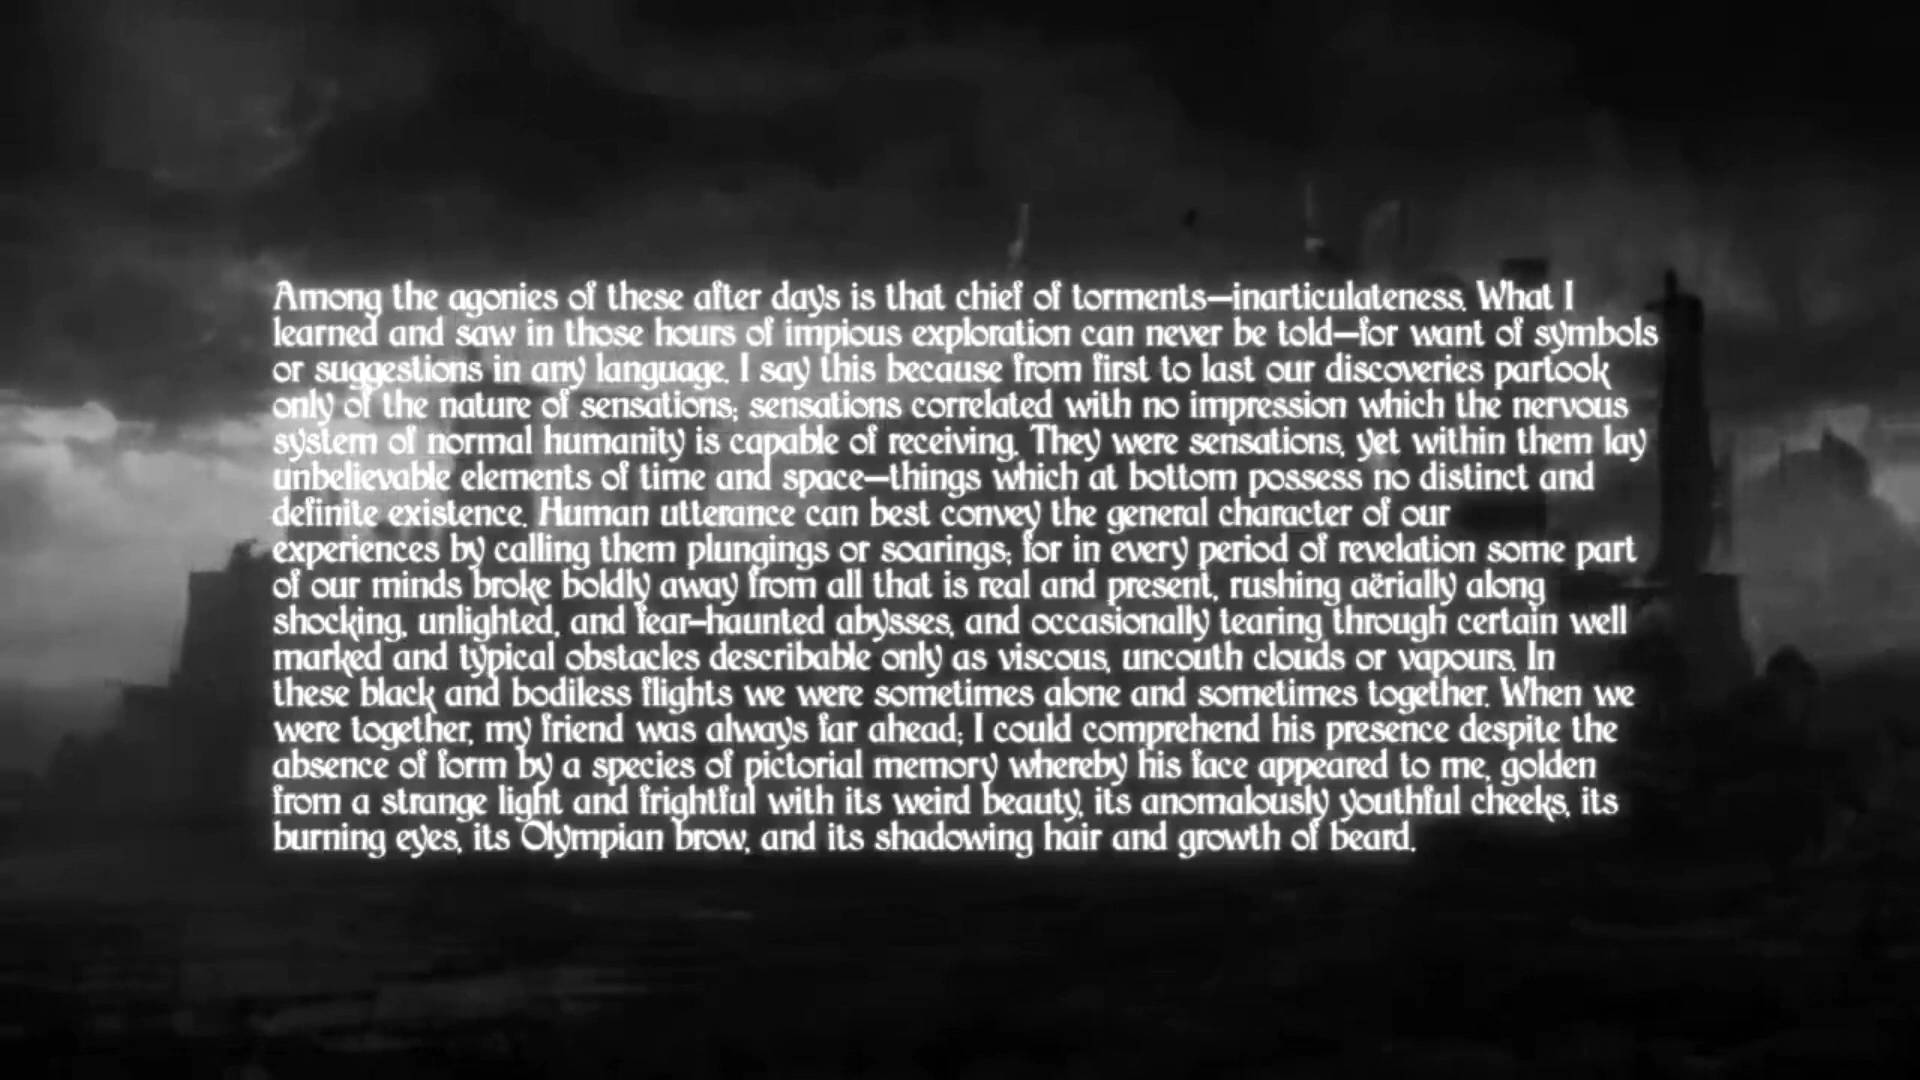 Among the agonies of these after days is that chief of torments—inarticulateness. What I
learned and saw in those hours of impious exploration can never be told—for want of symbols
or suggestions in any language. I say this because from first to last our discoveries partook
only of the nature of sensations; sensations correlated with no impression which the nervous
system of normal humanity is capable of receiving. They were sensations, yet within them lay
unbelievable elements of time and space—things which at bottom possess no distinct and
definite existence. Human utterance can best convey the general character of our
experiences by calling them plungings or soarings; for in every period of revelation some part
of our minds broke boldly away from all that is real and present, rushing aërially along
shocking, unlighted, and fear-haunted abysses, and occasionally tearing through certain well
marked and typical obstacles describable only as viscous, uncouth clouds or vapours. In
these black and bodiless flights we were sometimes alone and sometimes together. When we
were together, my friend was always far ahead; I could comprehend his presence despite the
absence of form by a species of pictorial memory whereby his face appeared to me, golden
from a strange light and frightful with its weird beauty, its anomalously youthful cheeks, its
burning eyes, its Olympian brow, and its shadowing hair and growth of beard.